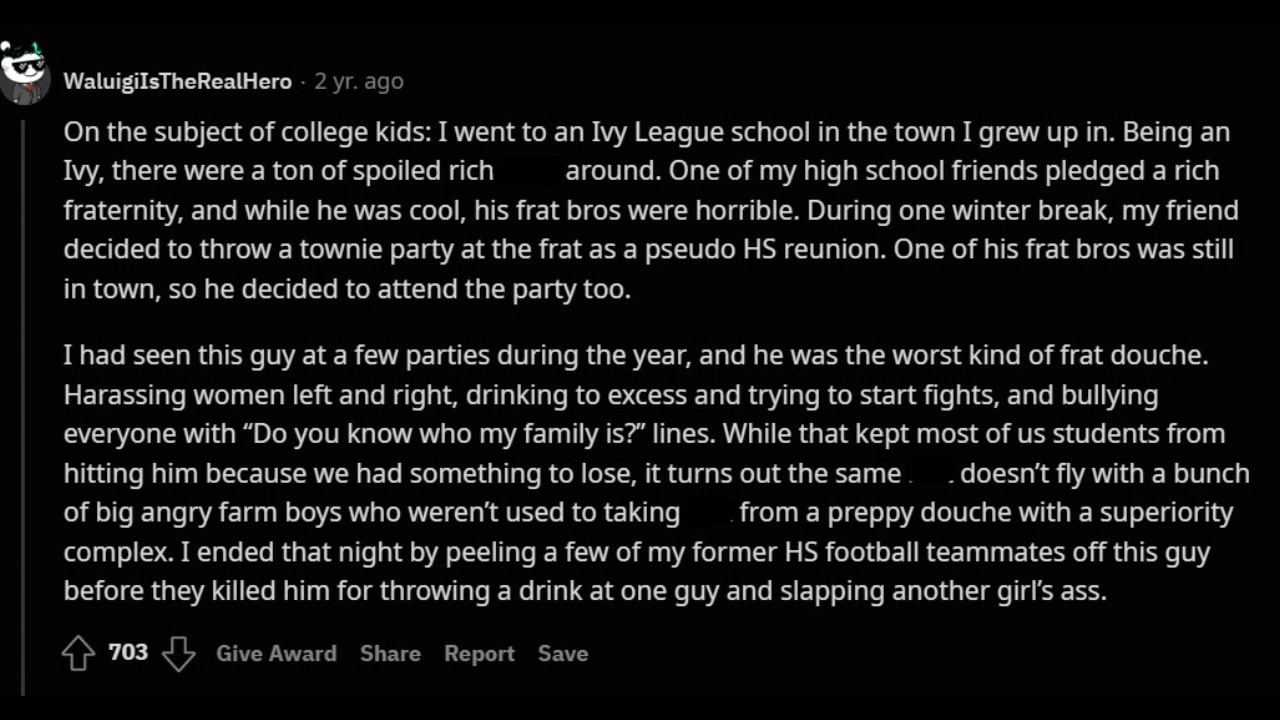 WaluigiIsTheRealHero · 2 yr. ago
On the subject of college kids: I went to an Ivy League school in the town I grew up in. Being an
Ivy, there were a ton of spoiled rich around. One of my high school friends pledged a rich
fraternity, and while he was cool, his frat bros were horrible. During one winter break, my friend
decided to throw a townie party at the frat as a pseudo HS reunion. One of his frat bros was still
in town, so he decided to attend the party too.
I had seen this guy at a few parties during the year, and he was the worst kind of frat douche.
Harassing women left and right, drinking to excess and trying to start fights, and bullying
everyone with “Do you know who my family is?” lines. While that kept most of us students from
hitting him because we had something to lose, it turns out the same doesn’t fly with a bunch
of big angry farm boys who weren’t used to taking from a preppy douche with a superiority
complex. I ended that night by peeling a few of my former HS football teammates off this guy
before they killed him for throwing a drink at one guy and slapping another girl’s ass.
703 Give Award Share Report Save